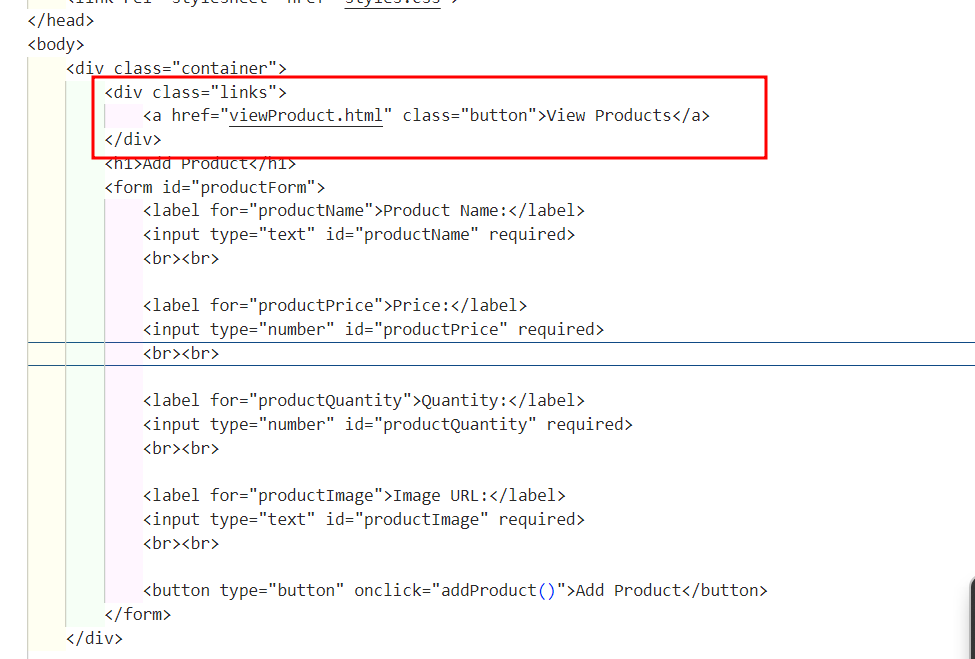 </head>
<body>
<div class="container">
<div class="links">
<a href="viewProduct.html" class="button">View Products</a>
</div>
<h1>Add Product</h1>
<form id="productForm">
<label for="productName">Product Name:</label>
<input type="text" id="productName" required>
<br><br>
<label for="productPrice">Price:</label>
<input type="number" id="productPrice" required>
<br><br>
<label for="productQuantity">Quantity:</label>
<input type="number" id="productQuantity" required>
<br><br>
<label for="productImage">Image URL:</label>
<input type="text" id="productImage" required>
<br><br>
<button type="button" onclick="addProduct()">Add Product</button>
</form>
</div>